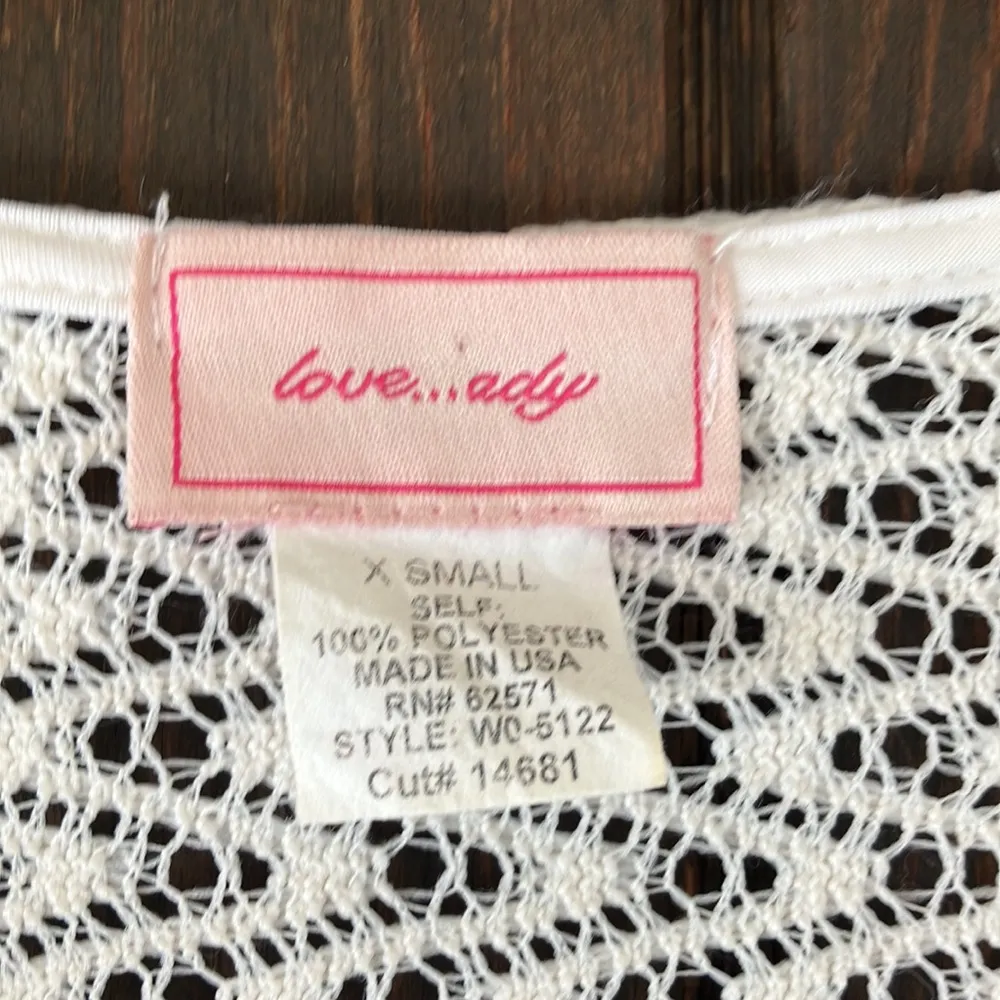 love...ady
X SMALL
SELF:
100% POLYESTER
MADE IN USA
RN# 62571
STYLE: W0-5122
Cut# 14681